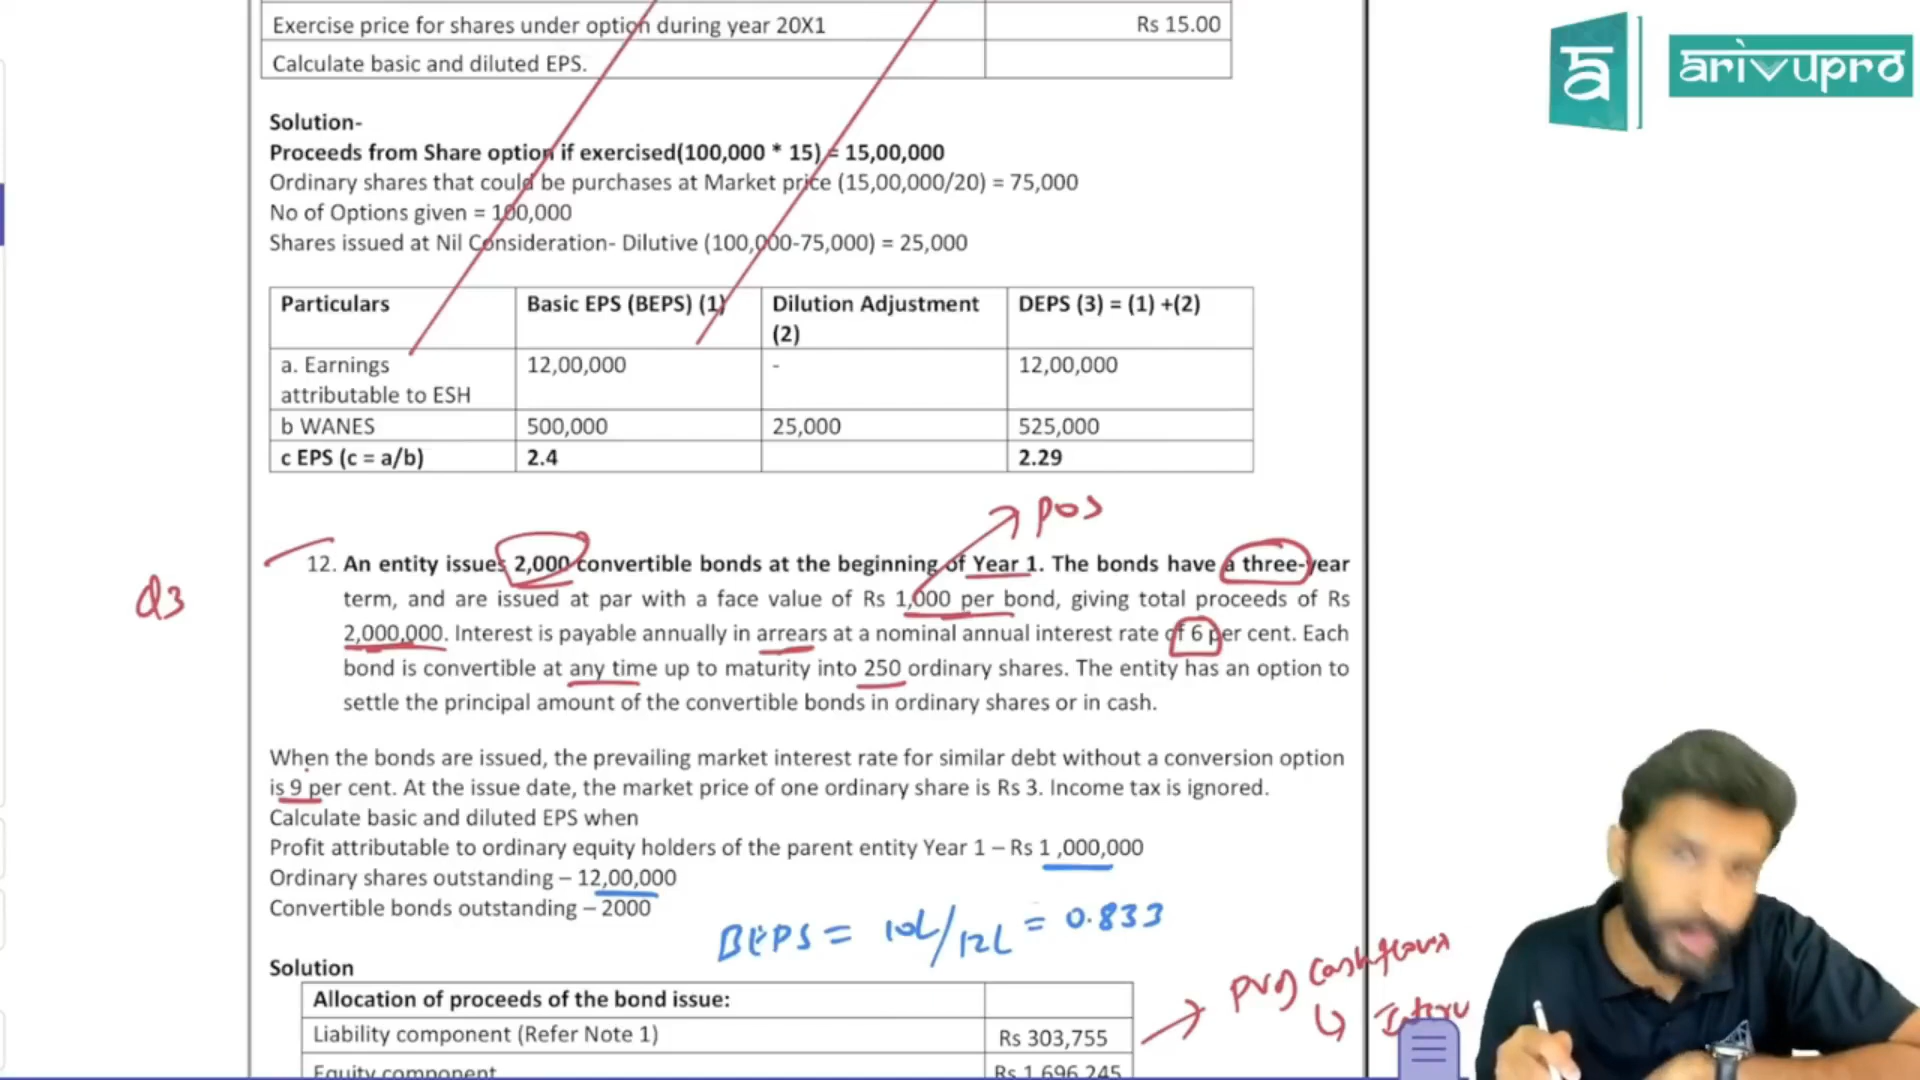 Exercise price for shares under option during year 20X1 Rs 15.00
Calculate basic and diluted EPS.
ā arivupro
Solution-
Proceeds from Share option if exercised(100,000 * 15) = 15,00,000
Ordinary shares that could be purchases at Market price (15,00,000/20) = 75,000
No of Options given = 100,000
Shares issued at Nil Consideration- Dilutive (100,000-75,000) = 25,000
Particulars Basic EPS (BEPS) (1) Dilution Adjustment (2) DEPS (3) = (1) +(2)
a. Earnings attributable to ESH 12,00,000 - 12,00,000
b WANES 500,000 25,000 525,000
c EPS (c = a/b) 2.4 2.29
POS
Q3
12. An entity issues 2,000 convertible bonds at the beginning of Year 1. The bonds have a three-year
term, and are issued at par with a face value of Rs 1,000 per bond, giving total proceeds of Rs
2,000,000. Interest is payable annually in arrears at a nominal annual interest rate of 6 per cent. Each
bond is convertible at any time up to maturity into 250 ordinary shares. The entity has an option to
settle the principal amount of the convertible bonds in ordinary shares or in cash.
When the bonds are issued, the prevailing market interest rate for similar debt without a conversion option
is 9 per cent. At the issue date, the market price of one ordinary share is Rs 3. Income tax is ignored.
Calculate basic and diluted EPS when
Profit attributable to ordinary equity holders of the parent entity Year 1 – Rs 1 ,000,000
Ordinary shares outstanding – 12,00,000
Convertible bonds outstanding – 2000
BEPS = 10L/12L = 0.833
Solution
Allocation of proceeds of the bond issue:
Liability component (Refer Note 1) Rs 303,755
Equity component Rs 1,696,245